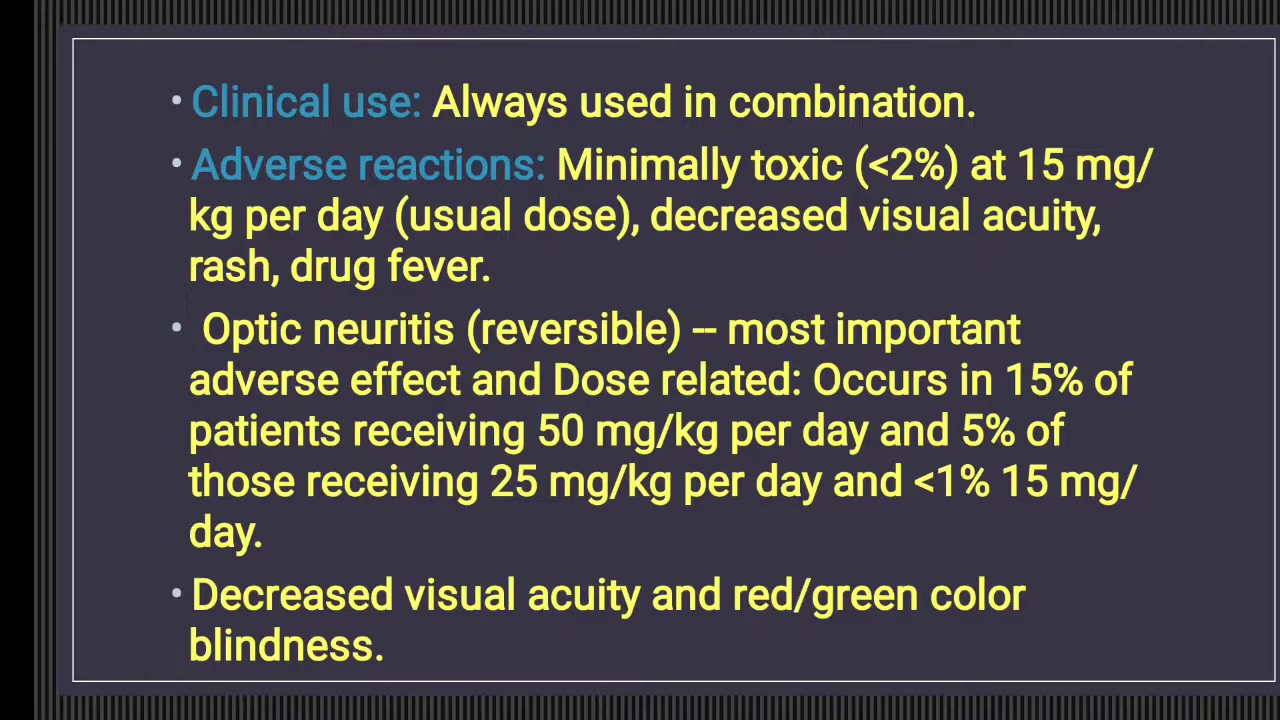 • Clinical use: Always used in combination.
• Adverse reactions: Minimally toxic (<2%) at 15 mg/
kg per day (usual dose), decreased visual acuity,
rash, drug fever.
• Optic neuritis (reversible) -- most important
adverse effect and Dose related: Occurs in 15% of
patients receiving 50 mg/kg per day and 5% of
those receiving 25 mg/kg per day and <1% 15 mg/
day.
• Decreased visual acuity and red/green color
blindness.